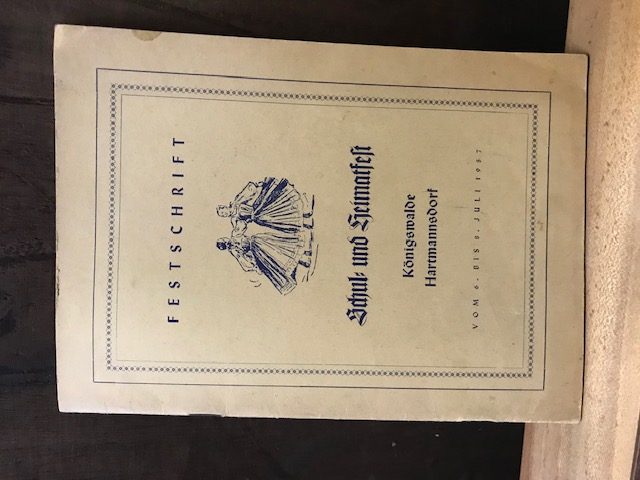 FESTSCHRIFT
Schul- und Heimatfest
Königswalde
Hartmannsdorf
VOM 6. BIS 8. JULI 1957